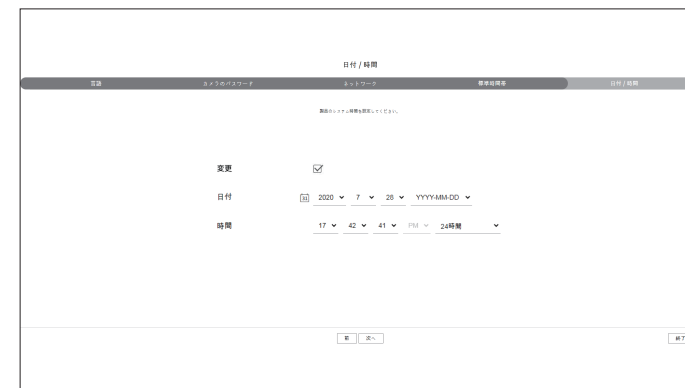 日付 / 時間
言語 カメラのパスワード ネットワーク 標準時間帯 日付 / 時間
製品のシステム時間を設定してください。
変更
日付 31 2020 7 28 YYYY-MM-DD
時間 17 42 41 PM 24時間
前 次へ 終了